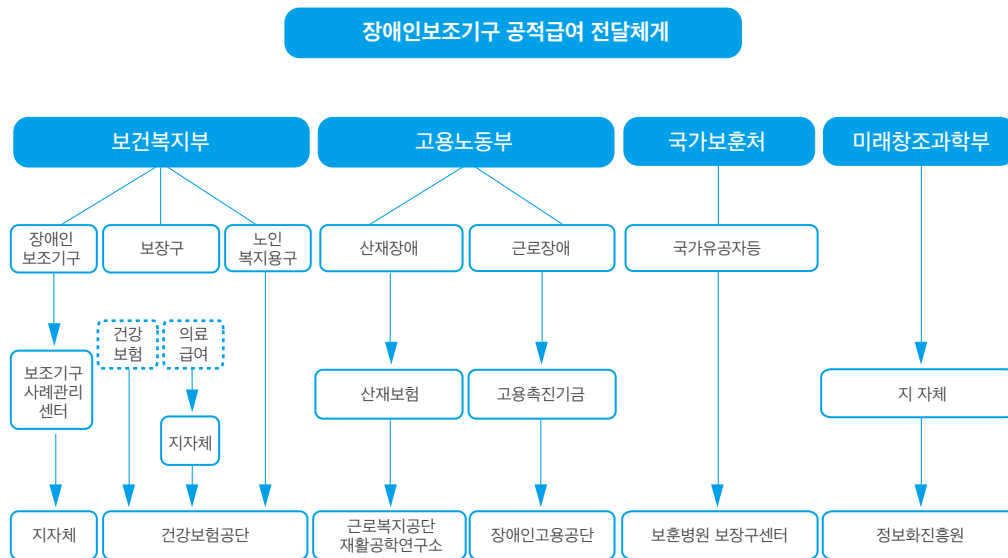 장애인보조기구 공적급여 전달체게
보건복지부
고용노동부
국가보훈처
미래창조과학부
장애인
보조기구
보장구
노인
복지용구
산재장애
근로장애
국가유공자등
건강
보험
의료
급여
보조기구
사례관리
센터
산재보험
고용촉진기금
지 자체
지자체
지자체
건강보험공단
근로복지공단
재활공학연구소
장애인고용공단
보훈병원 보장구센터
정보화진흥원